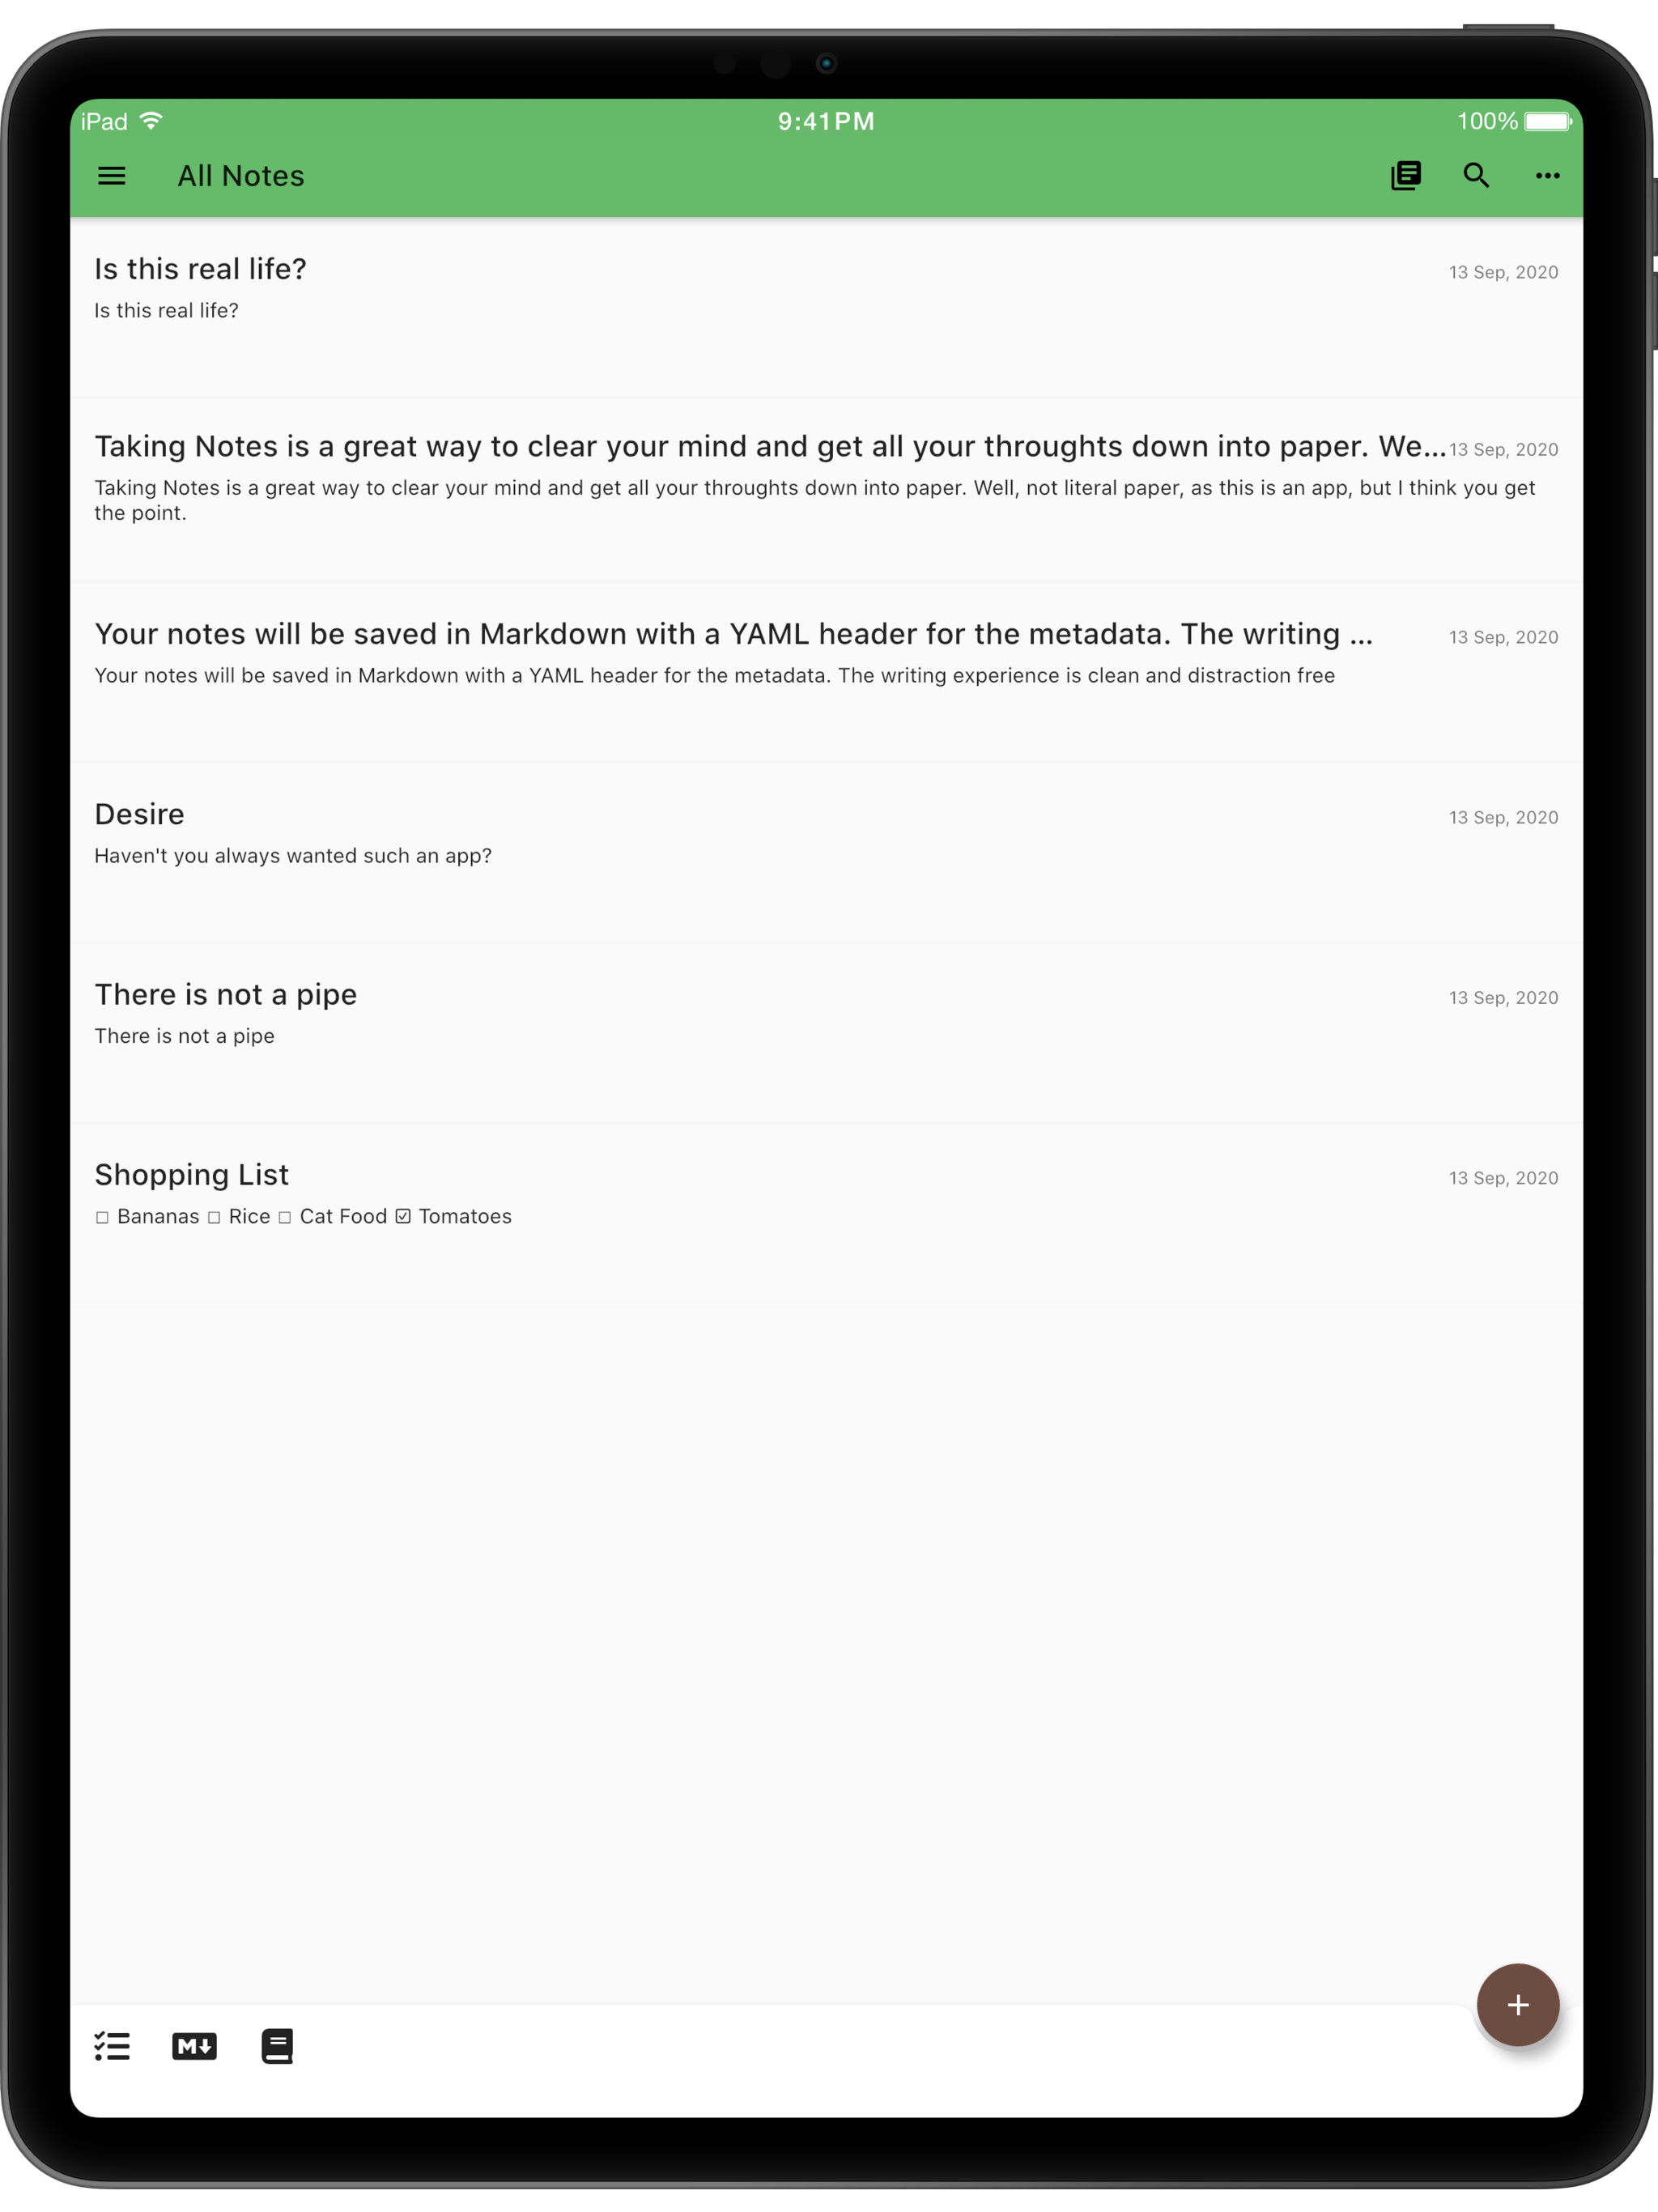 iPad 9:41PM 100%
All Notes
Is this real life? 13 Sep, 2020
Is this real life?
Taking Notes is a great way to clear your mind and get all your throughts down into paper. We... 13 Sep, 2020
Taking Notes is a great way to clear your mind and get all your throughts down into paper. Well, not literal paper, as this is an app, but I think you get
the point.
Your notes will be saved in Markdown with a YAML header for the metadata. The writing ... 13 Sep, 2020
Your notes will be saved in Markdown with a YAML header for the metadata. The writing experience is clean and distraction free
Desire 13 Sep, 2020
Haven't you always wanted such an app?
There is not a pipe 13 Sep, 2020
There is not a pipe
Shopping List 13 Sep, 2020
☐ Bananas ☐ Rice ☐ Cat Food ☑ Tomatoes
M↓